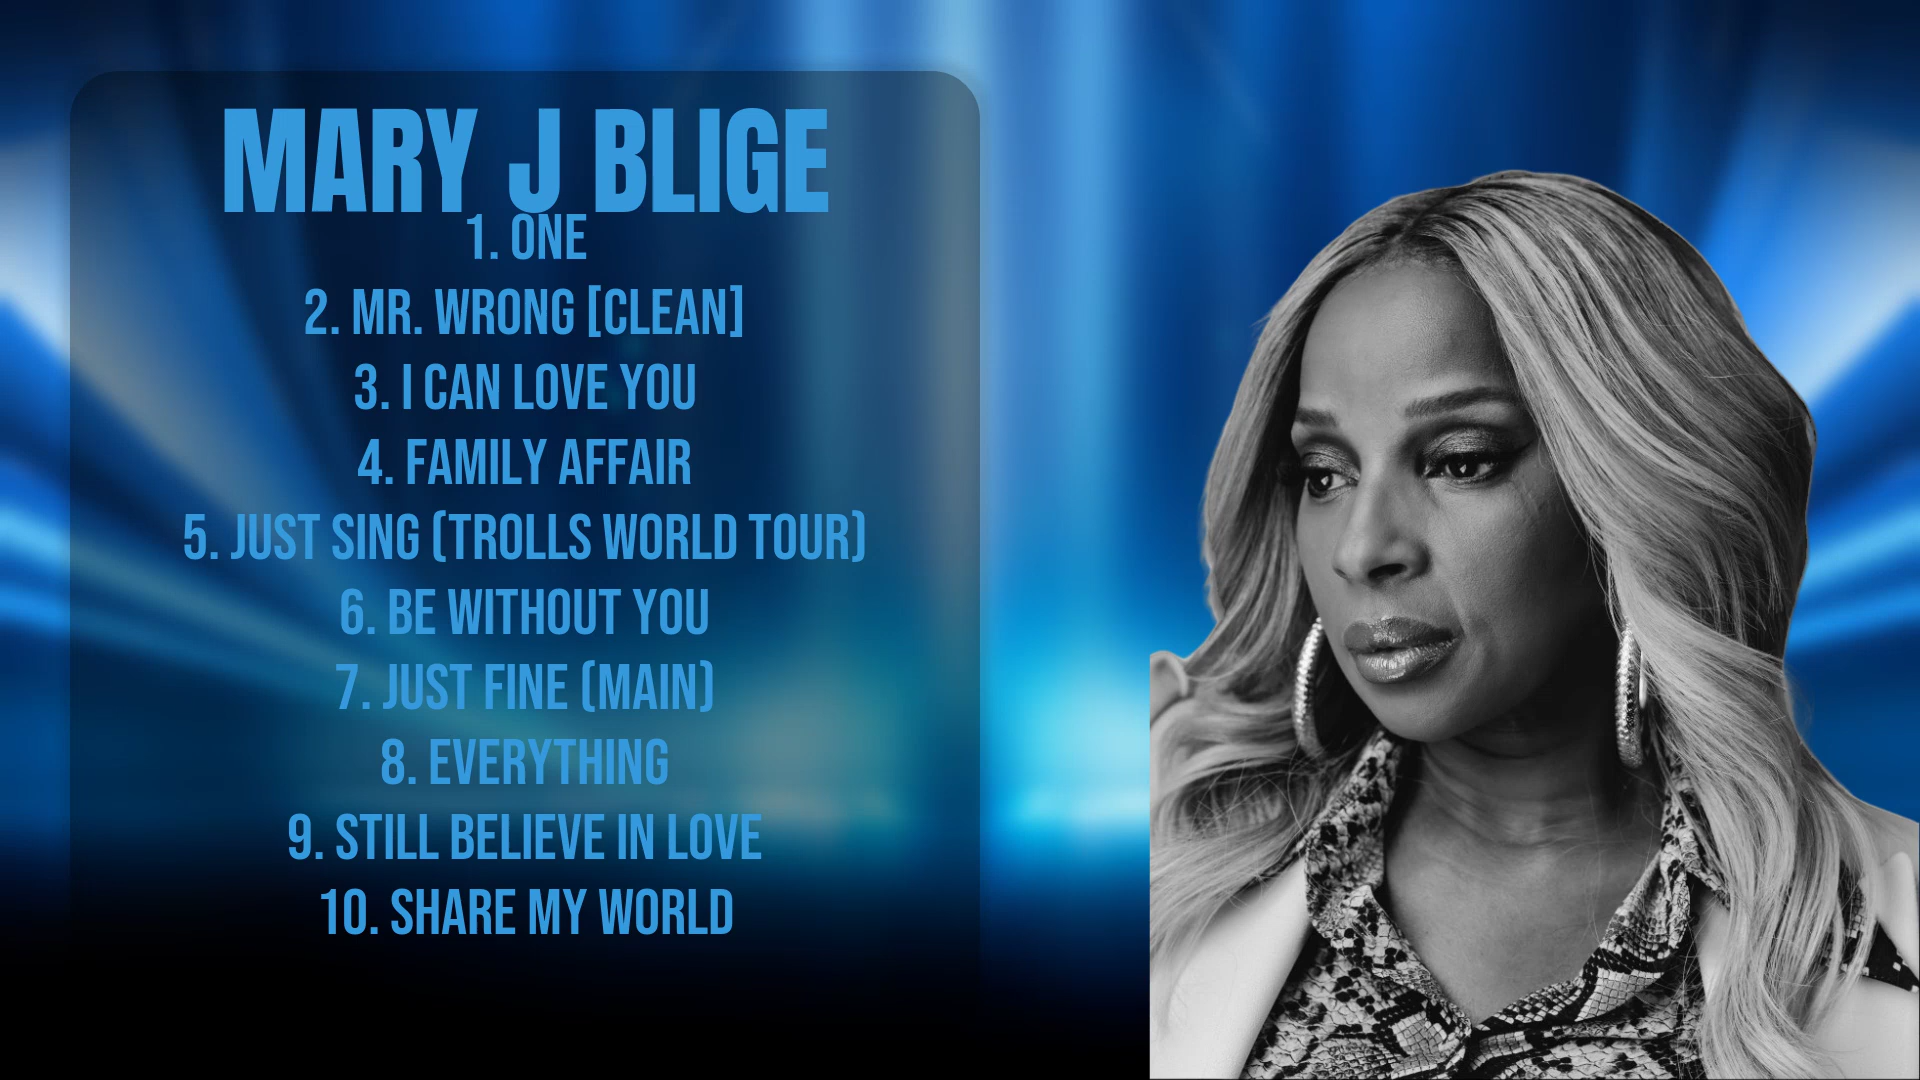 MARY J BLIGE
1. ONE
2. MR. WRONG [CLEAN]
3. I CAN LOVE YOU
4. FAMILY AFFAIR
5. JUST SING (TROLLS WORLD TOUR)
6. BE WITHOUT YOU
7. JUST FINE (MAIN)
8. EVERYTHING
9. STILL BELIEVE IN LOVE
10. SHARE MY WORLD